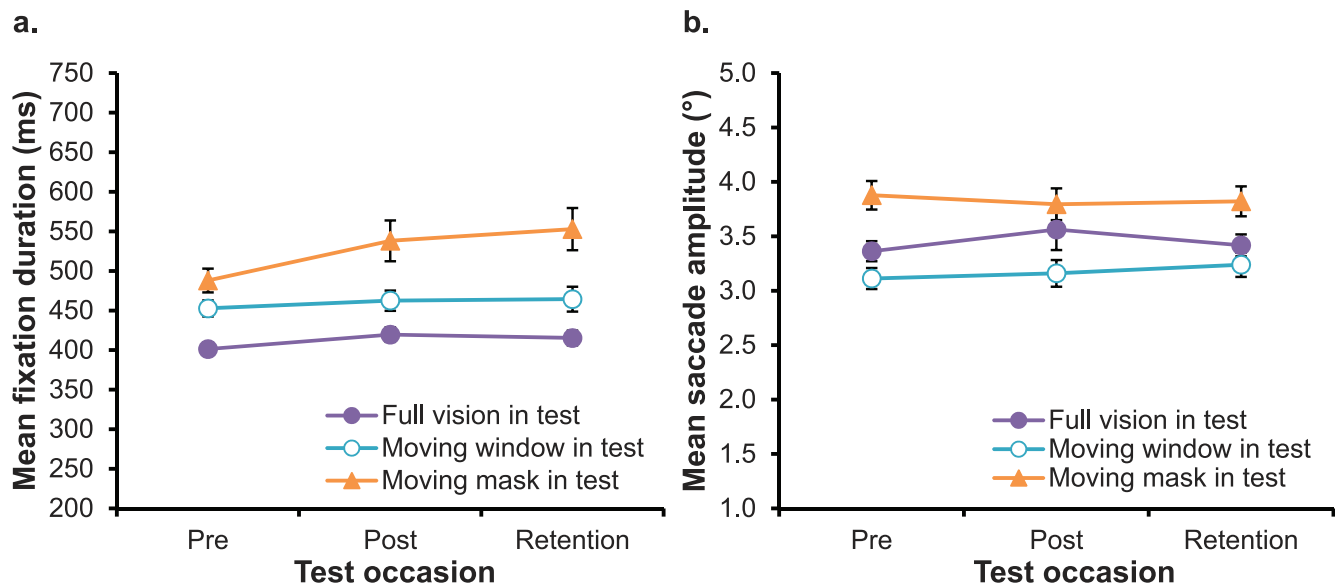 a.
Mean fixation duration (ms)
750
700
650
600
550
500
450
400
350
300
250
200
Full vision in test
Moving window in test
Moving mask in test
Pre Post Retention
Test occasion
b.
Mean saccade amplitude (°)
5.0
4.5
4.0
3.5
3.0
2.5
2.0
1.5
1.0
Full vision in test
Moving window in test
Moving mask in test
Pre Post Retention
Test occasion